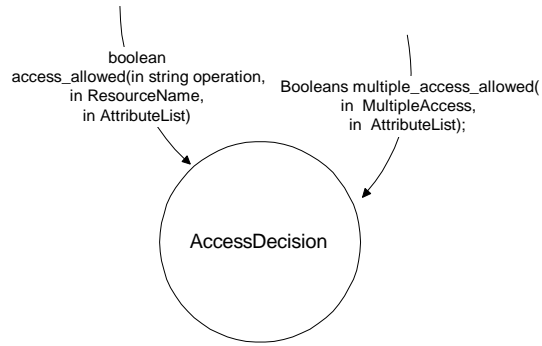 boolean
access_allowed(in string operation,
in ResourceName,
in AttributeList)
Booleans multiple_access_allowed(
in MultipleAccess,
in AttributeList);
AccessDecision